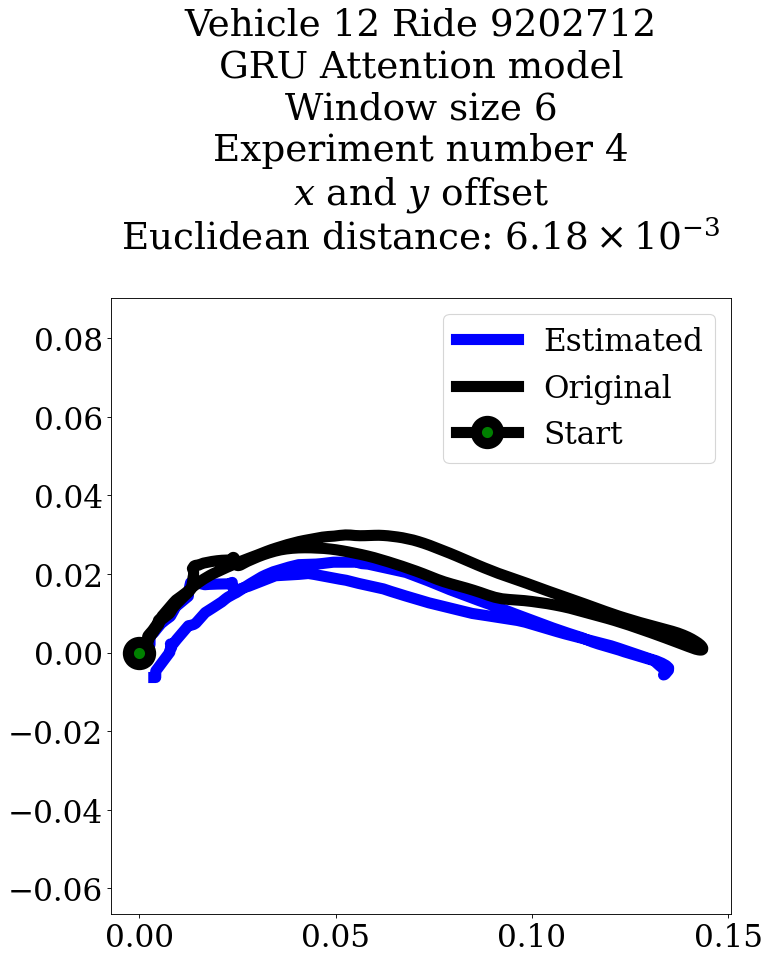 Vehicle 12 Ride 9202712
GRU Attention model
Window size 6
Experiment number 4
x and y offset
Euclidean distance: 6.18 × 10⁻³
Estimated
Original
Start
0.08
0.06
0.04
0.02
0.00
−0.02
−0.04
−0.06
0.00 0.05 0.10 0.15